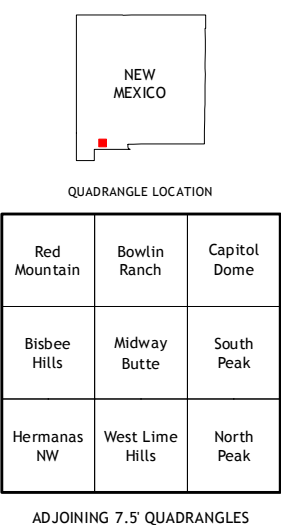 NEW
MEXICO
QUADRANGLE LOCATION
Red
Mountain
Bowlin
Ranch
Capitol
Dome
Bisbee
Hills
Midway
Butte
South
Peak
Hermanas
NW
West Lime
Hills
North
Peak
ADJOINING 7.5' QUADRANGLES